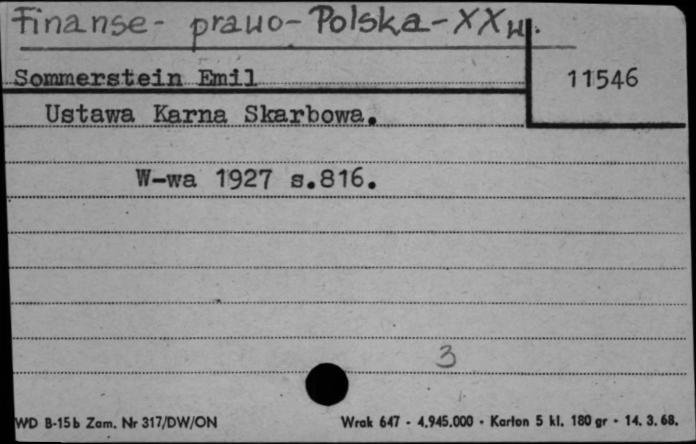 Finanse - prawo - Polska - XX w.
Sommerstein Emil
11546
Ustawa Karna Skarbowa.
W-wa 1927 s.816.
3
WD B-15b Zam. Nr 317/DW/ON
Wrak 647 - 4.945.000 - Karton 5 kl. 180 gr - 14. 3. 68.